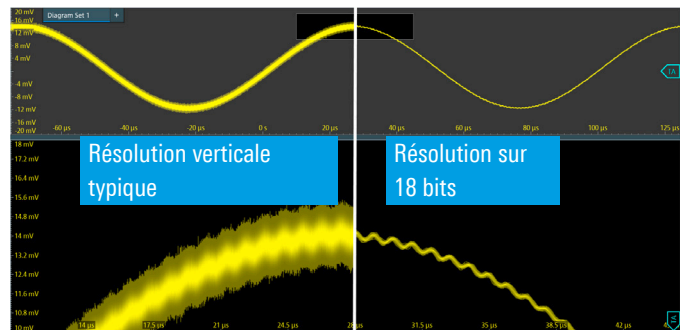 20 mV
Diagram Set 1 +
16 mV
12 mV
8 mV
4 mV
-4 mV
-8 mV
-12 mV
-16 mV
-20 mV
-60 µs -40 µs -20 µs 0 s 20 µs 40 µs 60 µs 80 µs 100 µs 125 µs
TA
18 mV
17.2 mV
16.4 mV
15.6 mV
14.8 mV
14 mV
13.2 mV
12.4 mV
11.6 mV
10.8 mV
10 mV
Résolution verticale
typique
Résolution sur
18 bits
14 µs 17.5 µs 21 µs 24.5 µs 28 31.5 µs 35 µs 38.5 µs 42 µs
TA